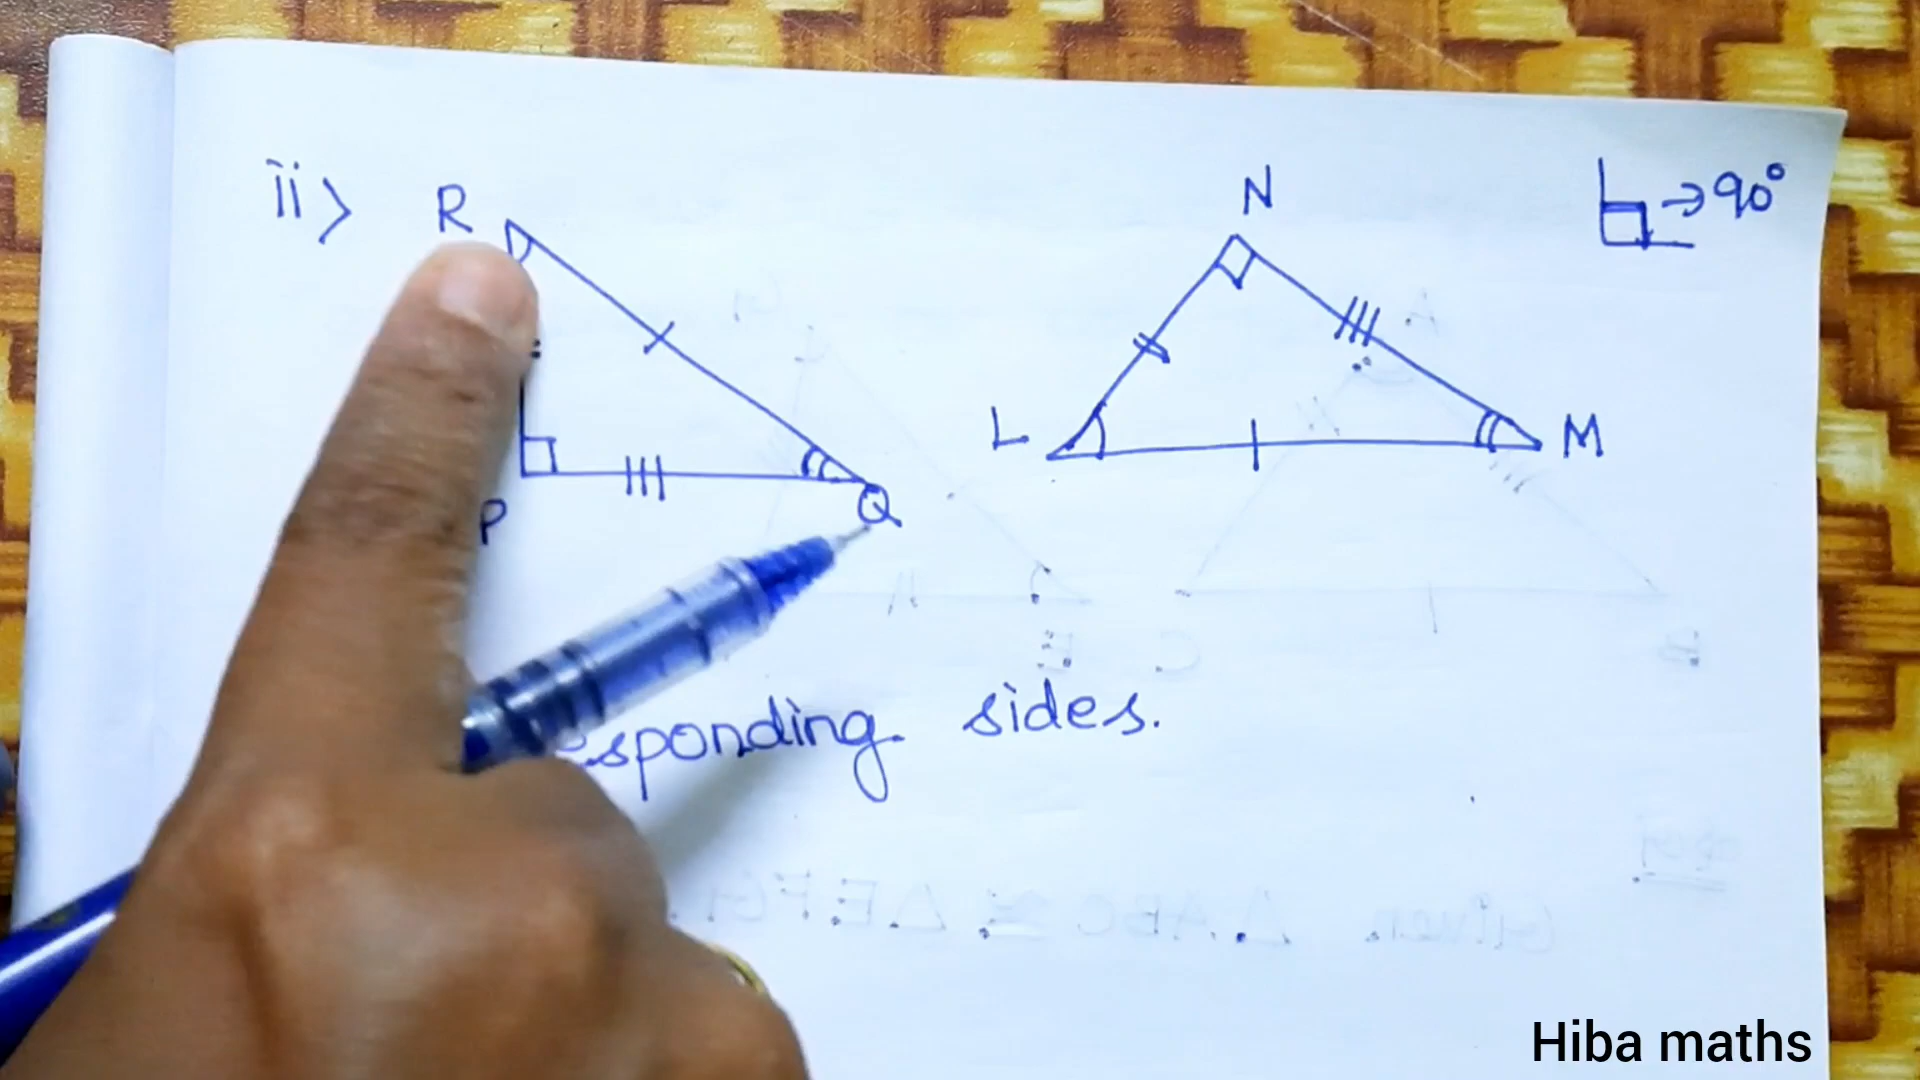 ii> R
N
→ 90°
L
M
P
Q
sponding sides.
Hiba maths